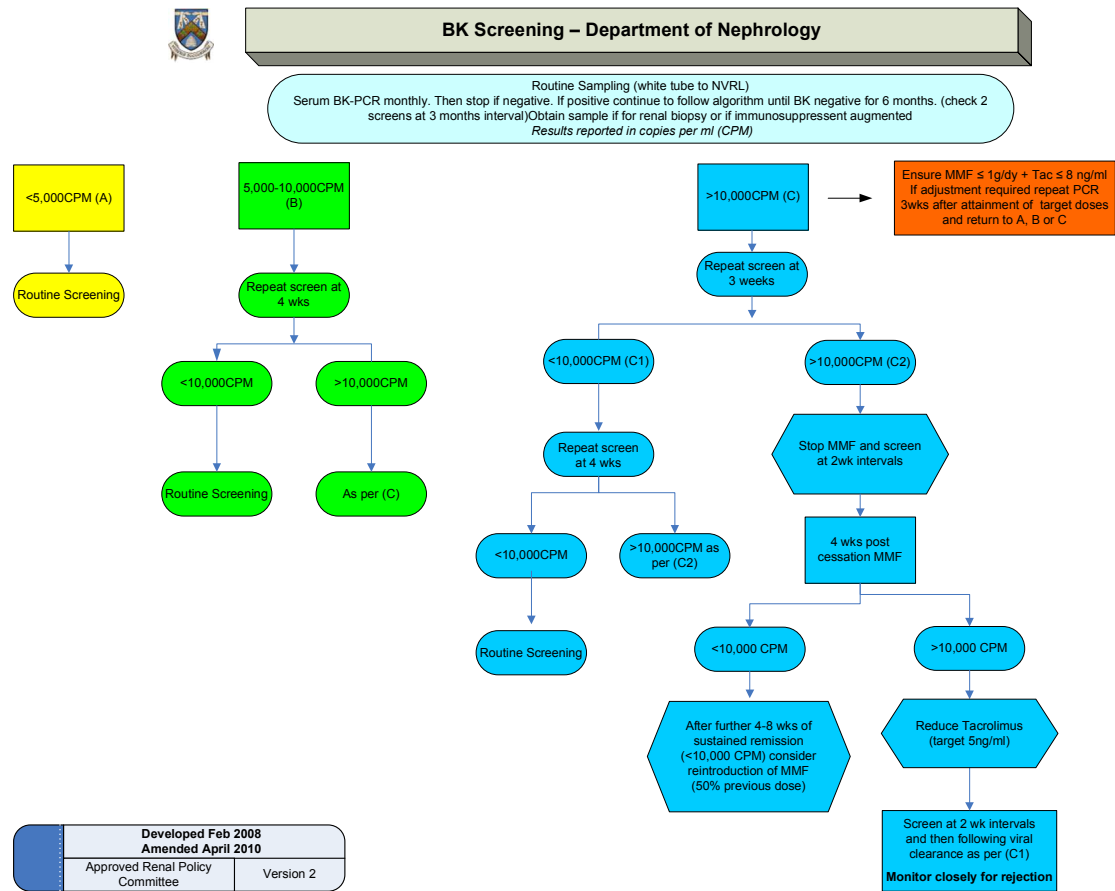 BK Screening – Department of Nephrology
Routine Sampling (white tube to NVRL)
Serum BK-PCR monthly. Then stop if negative. If positive continue to follow algorithm until BK negative for 6 months. (check 2
screens at 3 months interval)Obtain sample if for renal biopsy or if immunosuppressent augmented
Results reported in copies per ml (CPM)
<5,000CPM (A)
5,000-10,000CPM
(B)
>10,000CPM (C)
Ensure MMF ≤ 1g/dy + Tac ≤ 8 ng/ml
If adjustment required repeat PCR
3wks after attainment of target doses
and return to A, B or C
Routine Screening
Repeat screen at
4 wks
Repeat screen at
3 weeks
<10,000CPM
>10,000CPM
<10,000CPM (C1)
>10,000CPM (C2)
Routine Screening
As per (C)
Repeat screen
at 4 wks
Stop MMF and screen
at 2wk intervals
<10,000CPM
>10,000CPM as
per (C2)
4 wks post
cessation MMF
Routine Screening
<10,000 CPM
>10,000 CPM
After further 4-8 wks of
sustained remission
(<10,000 CPM) consider
reintroduction of MMF
(50% previous dose)
Reduce Tacrolimus
(target 5ng/ml)
Screen at 2 wk intervals
and then following viral
clearance as per (C1)
Monitor closely for rejection
Developed Feb 2008
Amended April 2010
Approved Renal Policy
Committee
Version 2